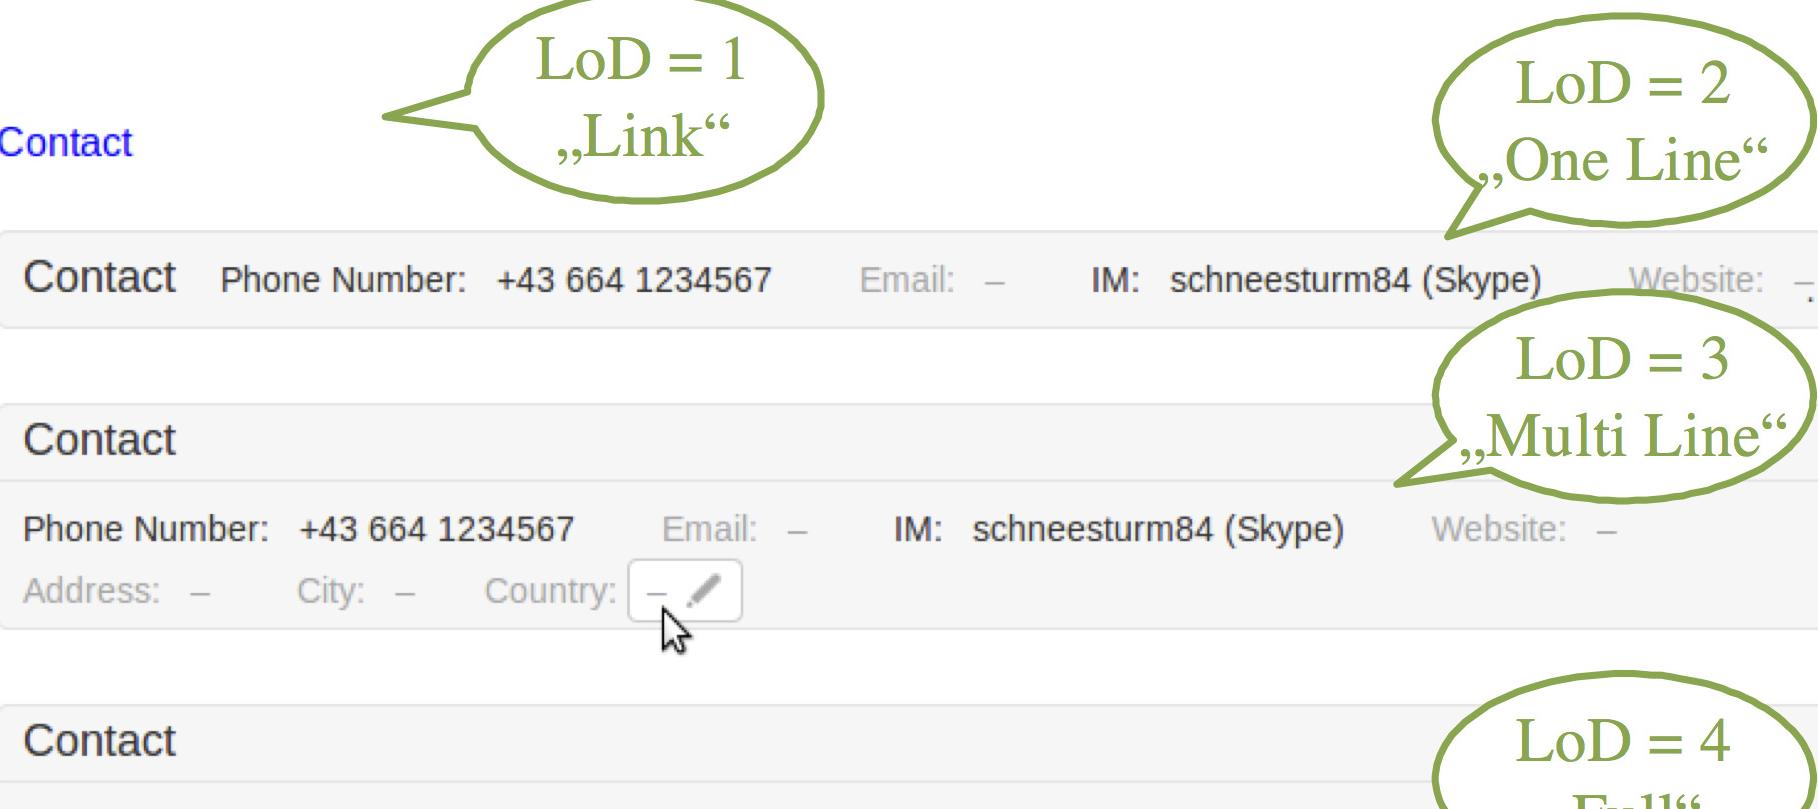 LoD = 1
„Link“
LoD = 2
„One Line“
Contact
Contact Phone Number: +43 664 1234567 Email: – IM: schneesturm84 (Skype) Website: –
LoD = 3
„Multi Line“
Contact
Phone Number: +43 664 1234567 Email: – IM: schneesturm84 (Skype) Website: –
Address: – City: – Country: –
LoD = 4
Contact
Full“